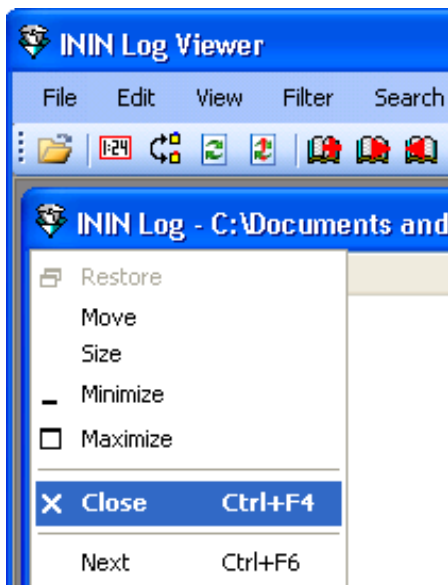 ININ Log Viewer
File Edit View Filter Search
1:24
ININ Log - C:\Documents and
Restore
Move
Size
Minimize
Maximize
Close Ctrl+F4
Next Ctrl+F6